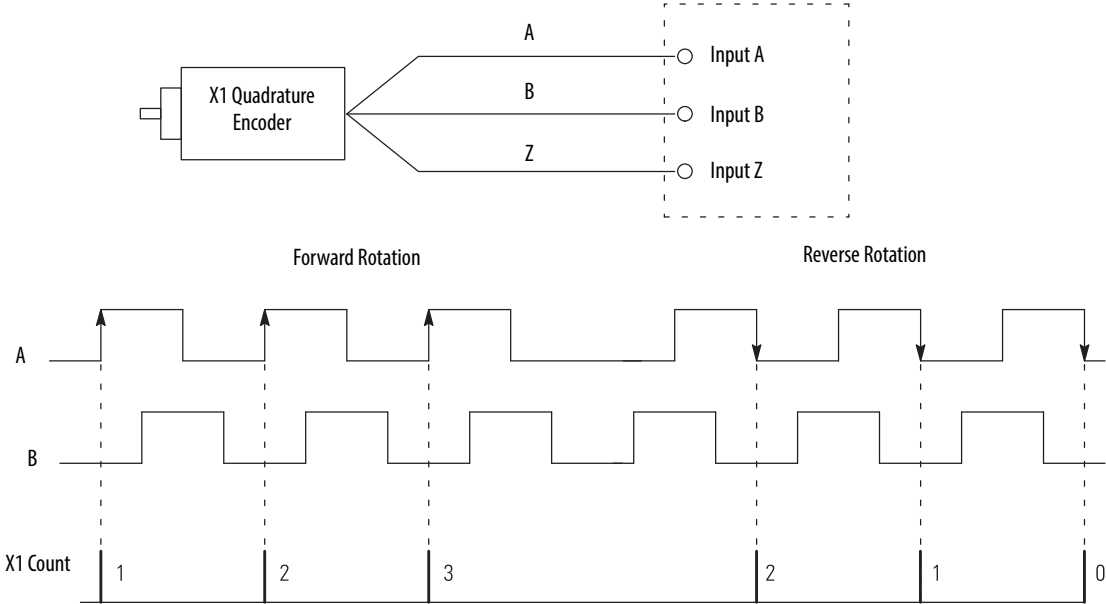 A
Input A
X1 Quadrature
Encoder
B
Input B
Z
Input Z
Forward Rotation
Reverse Rotation
A
B
X1 Count
1
2
3
2
1
0